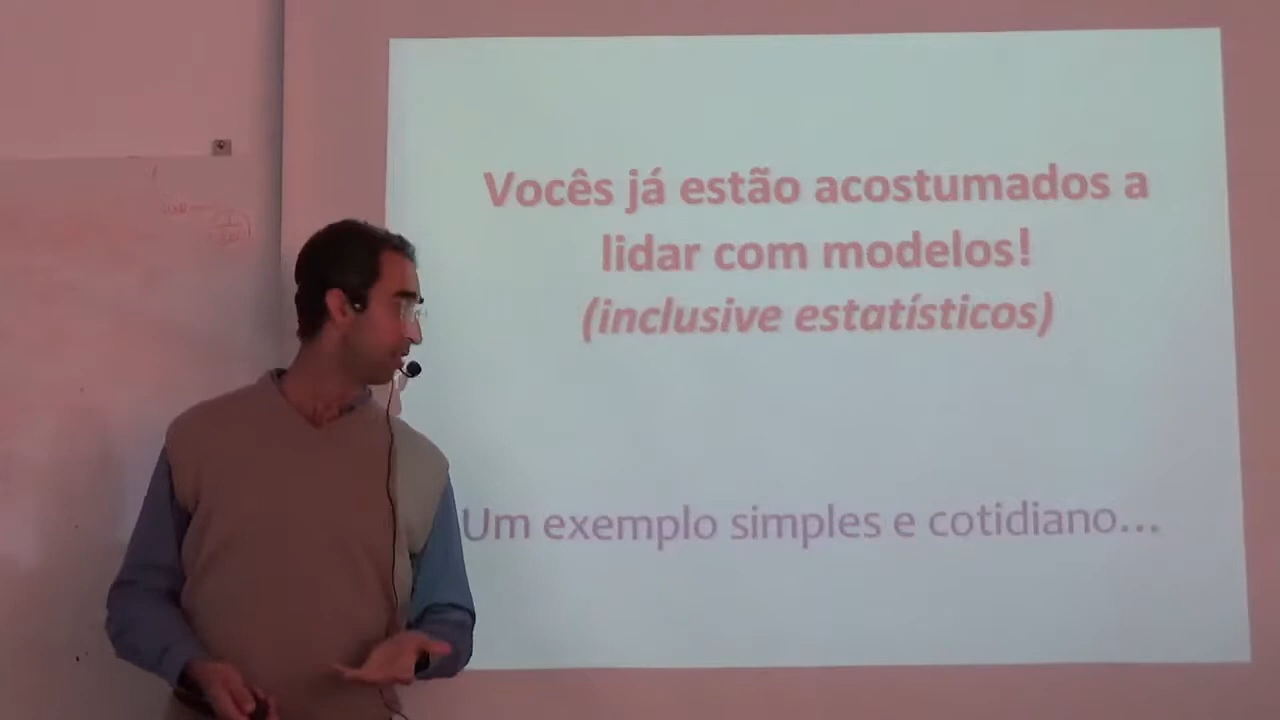 Vocês já estão acostumados a
lidar com modelos!
(inclusive estatísticos)
Um exemplo simples e cotidiano...